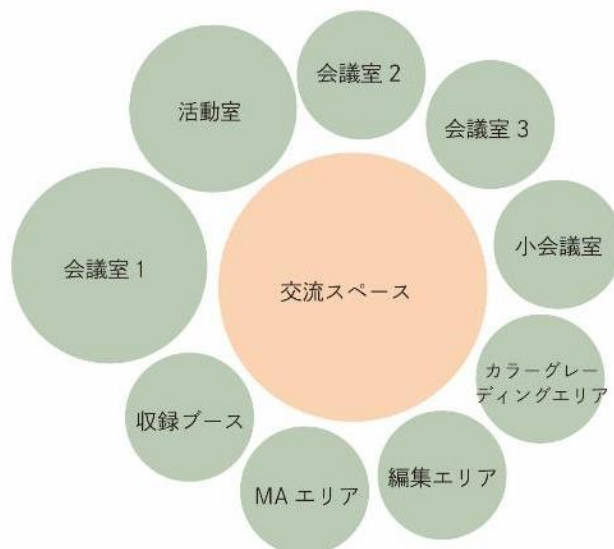 会議室 2
活動室
会議室 3
小会議室
会議室 1
交流スペース
カラーグレー
ディングエリア
収録ブース
編集エリア
MA エリア